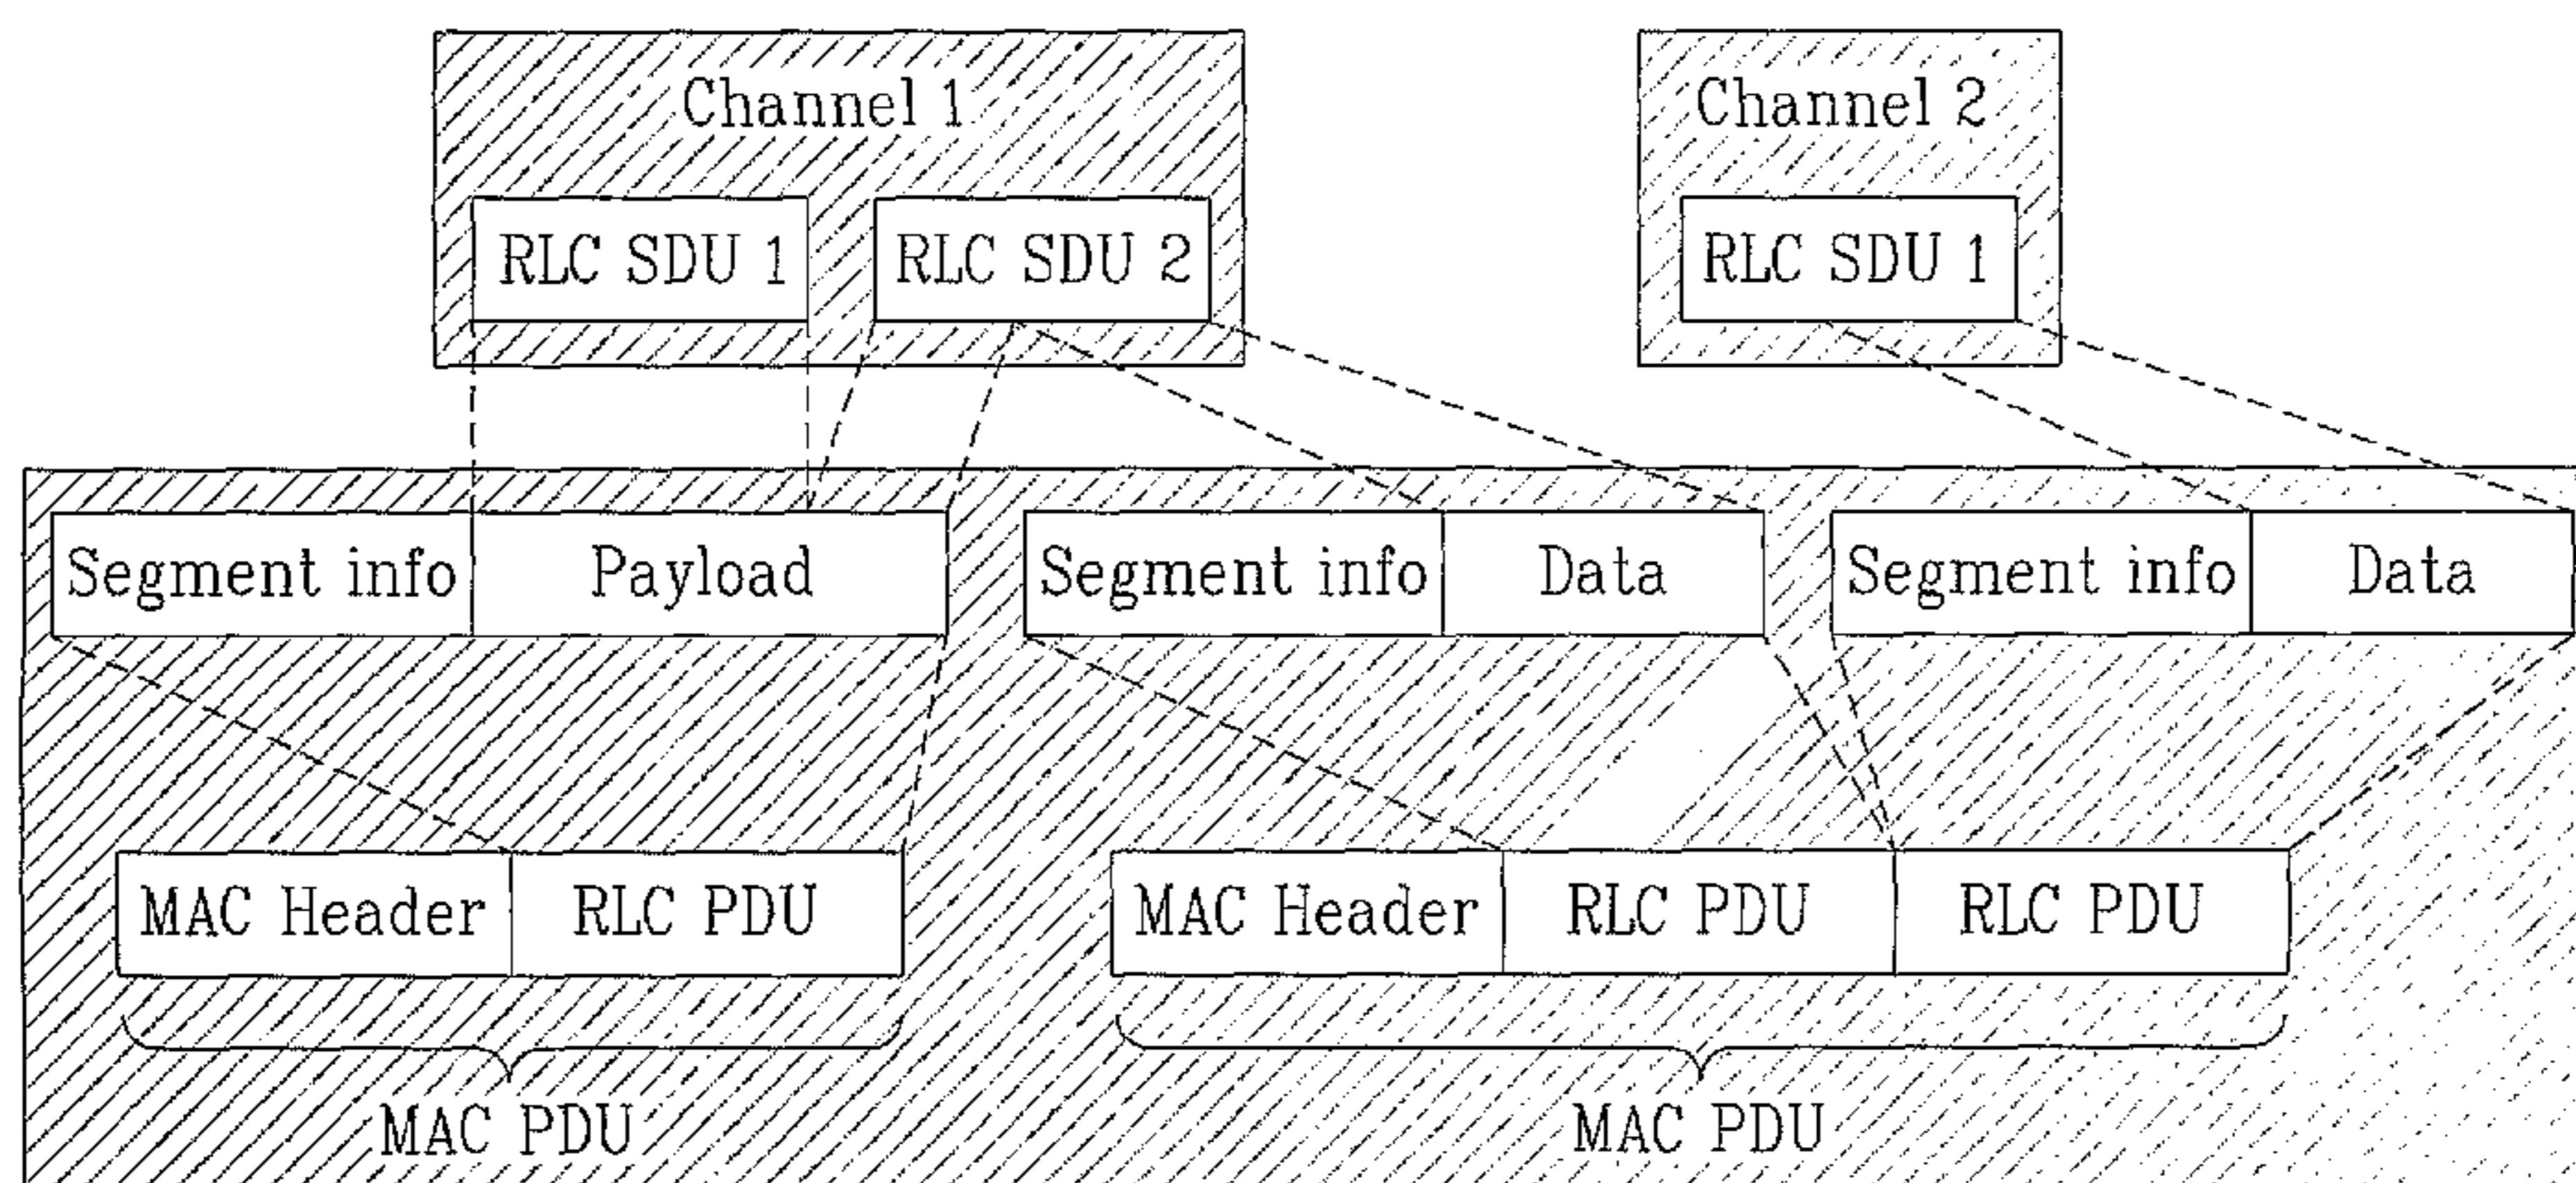 Channel 1
Channel 2
RLC SDU 1
RLC SDU 2
RLC SDU 1
Segment info
Payload
Segment info
Data
Segment info
Data
MAC Header
RLC PDU
MAC Header
RLC PDU
RLC PDU
MAC PDU
MAC PDU